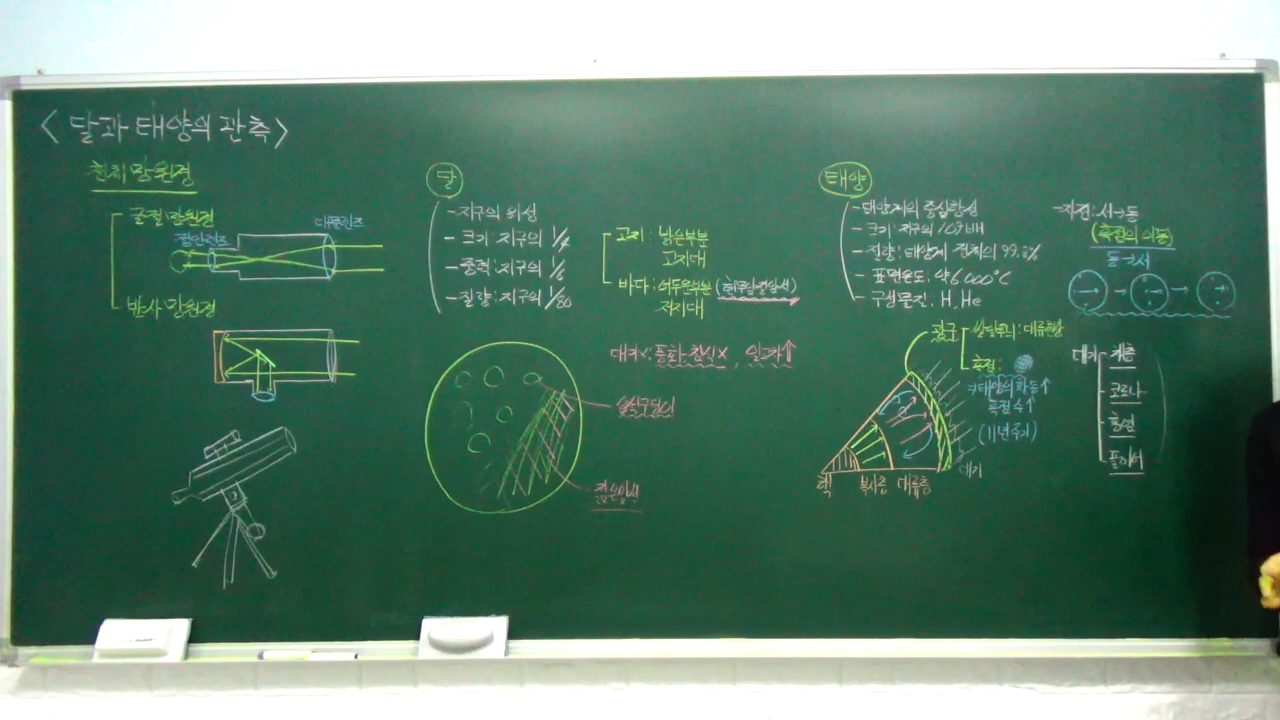 <달과 태양의 관측>
천체망원경
굴절망원경
대물렌즈
접안렌즈
반사망원경
달
-지구의 위성
-크기:지구의 1/4
-중력:지구의 1/6
-질량:지구의 1/80
고지: 밝은부분
고지대
바다:어두운부분(현무암질암색)
저지대
대기x:풍화·침식x, 일교차↑
운석구덩이
검은암석
태양
-태양계의 중심항성
-크기:지구의 109배
-질량:태양계 전체의
-표면온도:약6000°C
-구성물질: H, He
-자전:서→동
(흑점의 이동)
동→서
광구
쌀알무늬:대류현상
흑점:
태양의 활동↑
흑점수↑
(11년주기)
대기
채층
코로나
홍염
플레어
핵 복사층 대류층
대기